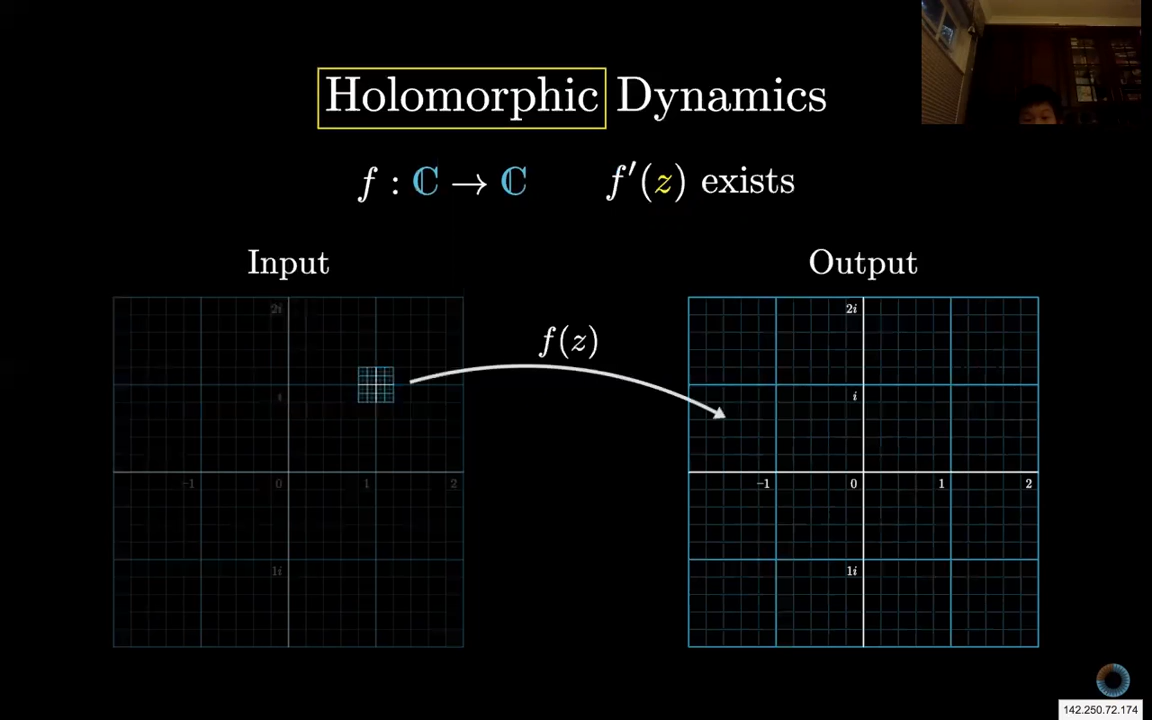 Holomorphic Dynamics
f : ℂ → ℂ f′(z) exists
Input
Output
f(z)
2i
i
−1 0 1 2
1i
2i
i
−1 0 1 2
1i
142.250.72.174